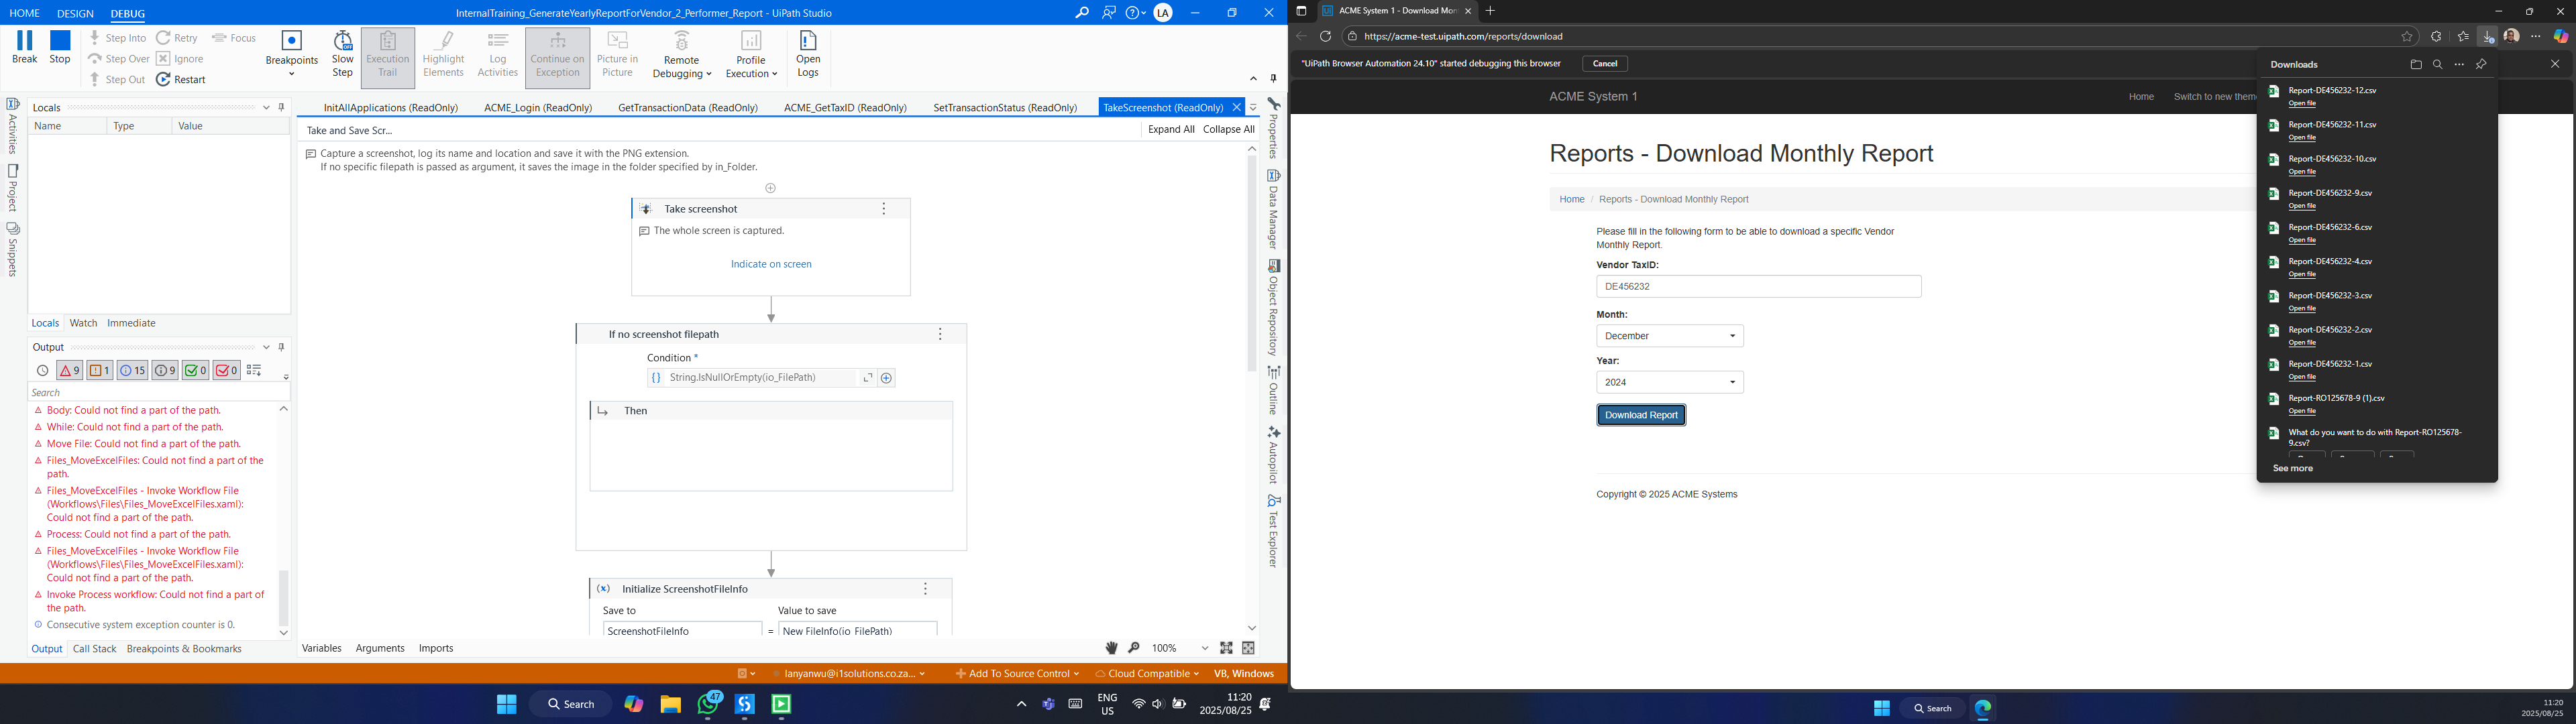 HOME
DESIGN
DEBUG
InternalTraining_GenerateYearlyReportForVendor_2_Performer_Report - UiPath Studio
LA
Break
Stop
Step Into
Step Over
Step Out
Retry
Ignore
Restart
Focus
Breakpoints
Slow
Step
Execution
Trail
Highlight
Elements
Log
Activities
Continue on
Exception
Picture in
Picture
Remote
Debugging
Profile
Execution
Open
Logs
Activities
Project
Snippets
Locals
Name
Type
Value
Locals
Watch
Immediate
Output
9
1
15
9
0
0
Search
Body: Could not find a part of the path.
While: Could not find a part of the path.
Move File: Could not find a part of the path.
Files_MoveExcelFiles: Could not find a part of the
path.
Files_MoveExcelFiles - Invoke Workflow File
(Workflows\Files\Files_MoveExcelFiles.xaml):
Could not find a part of the path.
Process: Could not find a part of the path.
Files_MoveExcelFiles - Invoke Workflow File
(Workflows\Files\Files_MoveExcelFiles.xaml):
Could not find a part of the path.
Invoke Process workflow: Could not find a part of
the path.
Consecutive system exception counter is 0.
Output
Call Stack
Breakpoints & Bookmarks
InitAllApplications (ReadOnly)
ACME_Login (ReadOnly)
GetTransactionData (ReadOnly)
ACME_GetTaxID (ReadOnly)
SetTransactionStatus (ReadOnly)
TakeScreenshot (ReadOnly)
Take and Save Scr...
Expand All
Collapse All
Capture a screenshot, log its name and location and save it with the PNG extension.
If no specific filepath is passed as argument, it saves the image in the folder specified by in_Folder.
Take screenshot
The whole screen is captured.
Indicate on screen
If no screenshot filepath
Condition *
String.IsNullOrEmpty(io_FilePath)
Then
Initialize ScreenshotFileInfo
Save to
Value to save
ScreenshotFileInfo
=
New FileInfo(io_FilePath)
Variables
Arguments
Imports
100%
Properties
Data Manager
Object Repository
Outline
Autopilot
Test Explorer
lanyanwu@i1solutions.co.za...
Add To Source Control
Cloud Compatible
VB, Windows
Search
47
ENG
US
11:20
2025/08/25
ACME System 1 - Download Mon
https://acme-test.uipath.com/reports/download
"UiPath Browser Automation 24.10" started debugging this browser
Cancel
ACME System 1
Home
Switch to new theme
Reports - Download Monthly Report
Home / Reports - Download Monthly Report
Please fill in the following form to be able to download a specific Vendor
Monthly Report.
Vendor TaxID:
DE456232
Month:
December
Year:
2024
Download Report
Copyright © 2025 ACME Systems
Downloads
Report-DE456232-12.csv
Open file
Report-DE456232-11.csv
Open file
Report-DE456232-10.csv
Open file
Report-DE456232-9.csv
Open file
Report-DE456232-6.csv
Open file
Report-DE456232-4.csv
Open file
Report-DE456232-3.csv
Open file
Report-DE456232-2.csv
Open file
Report-DE456232-1.csv
Open file
Report-RO125678-9 (1).csv
Open file
What do you want to do with Report-RO125678-
9.csv?
See more
Search
11:20
2025/08/25